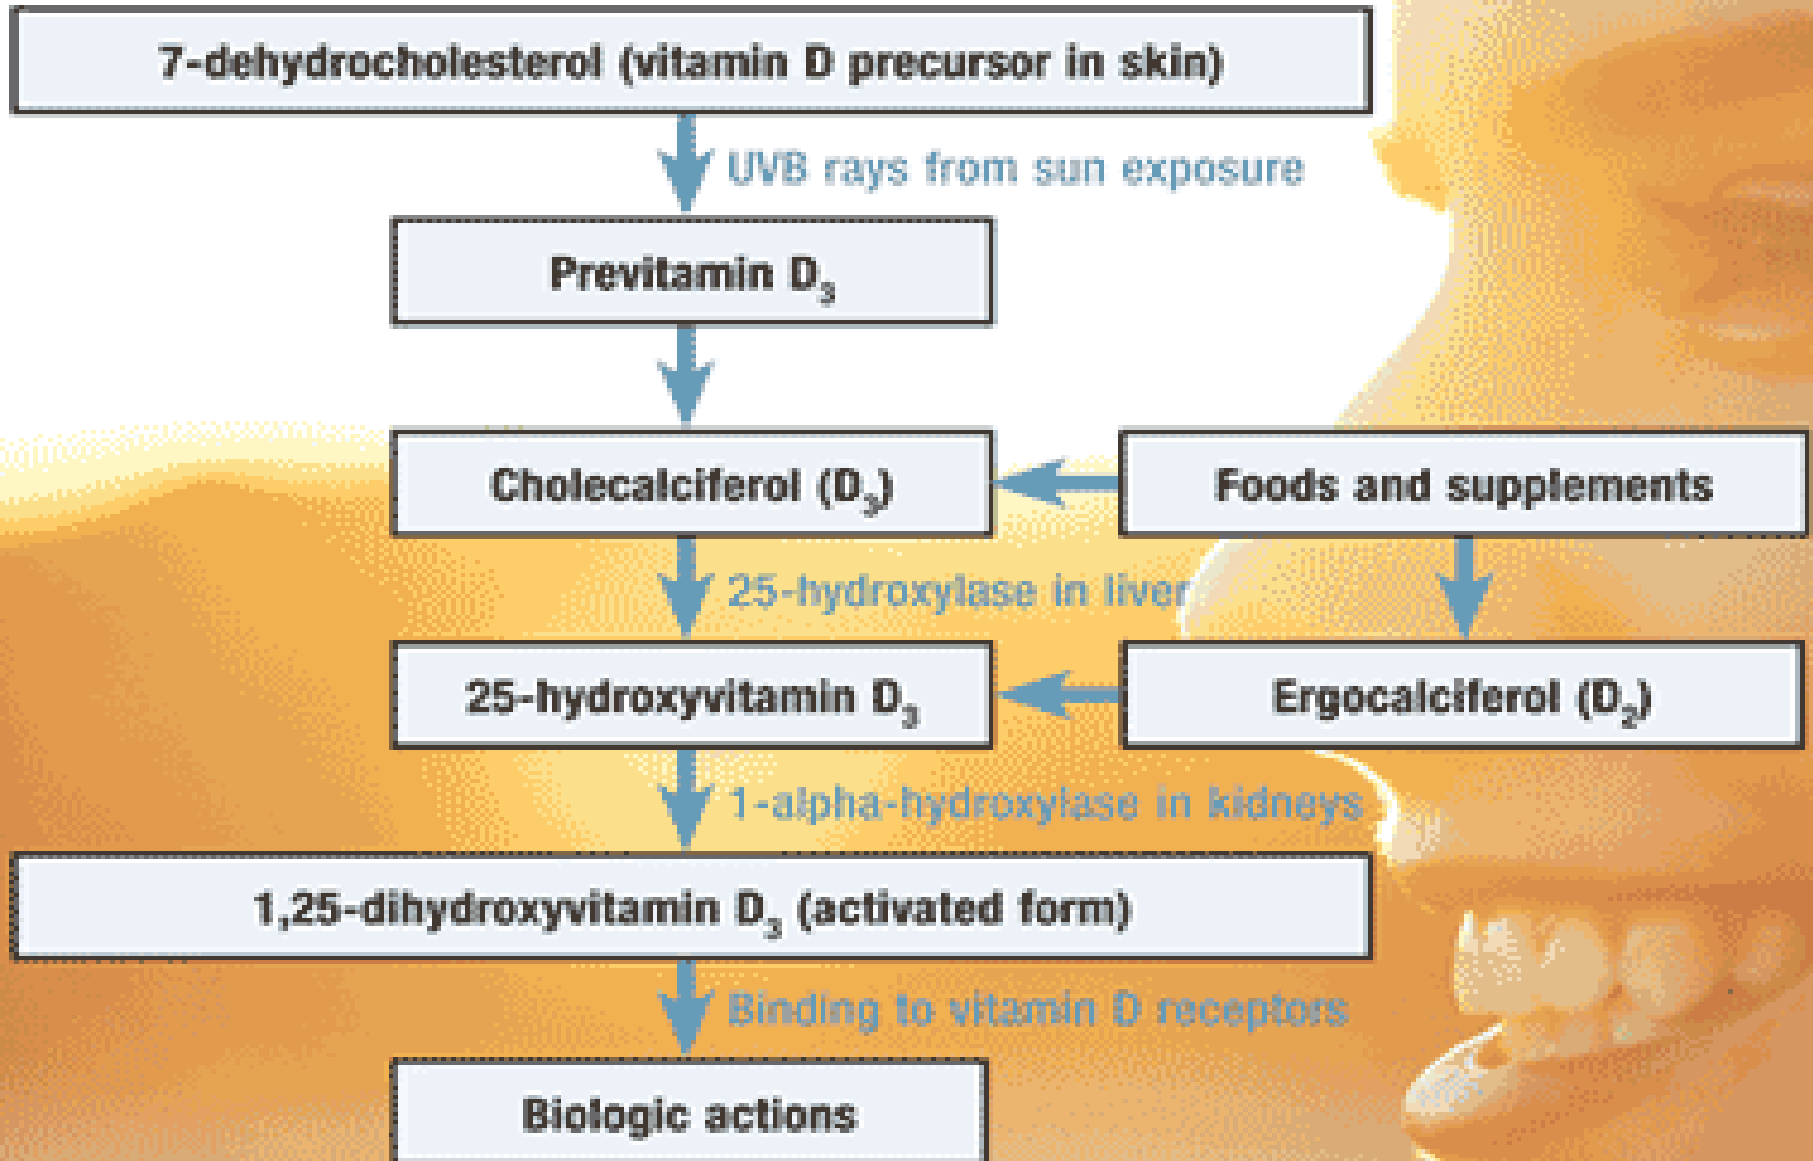 7-dehydrocholesterol (vitamin D precursor in skin)
UVB rays from sun exposure
Previtamin D₃
Cholecalciferol (D₃)
Foods and supplements
25-hydroxylase in liver
25-hydroxyvitamin D₃
Ergocalciferol (D₂)
1-alpha-hydroxylase in kidneys
1,25-dihydroxyvitamin D₃ (activated form)
Binding to vitamin D receptors
Biologic actions